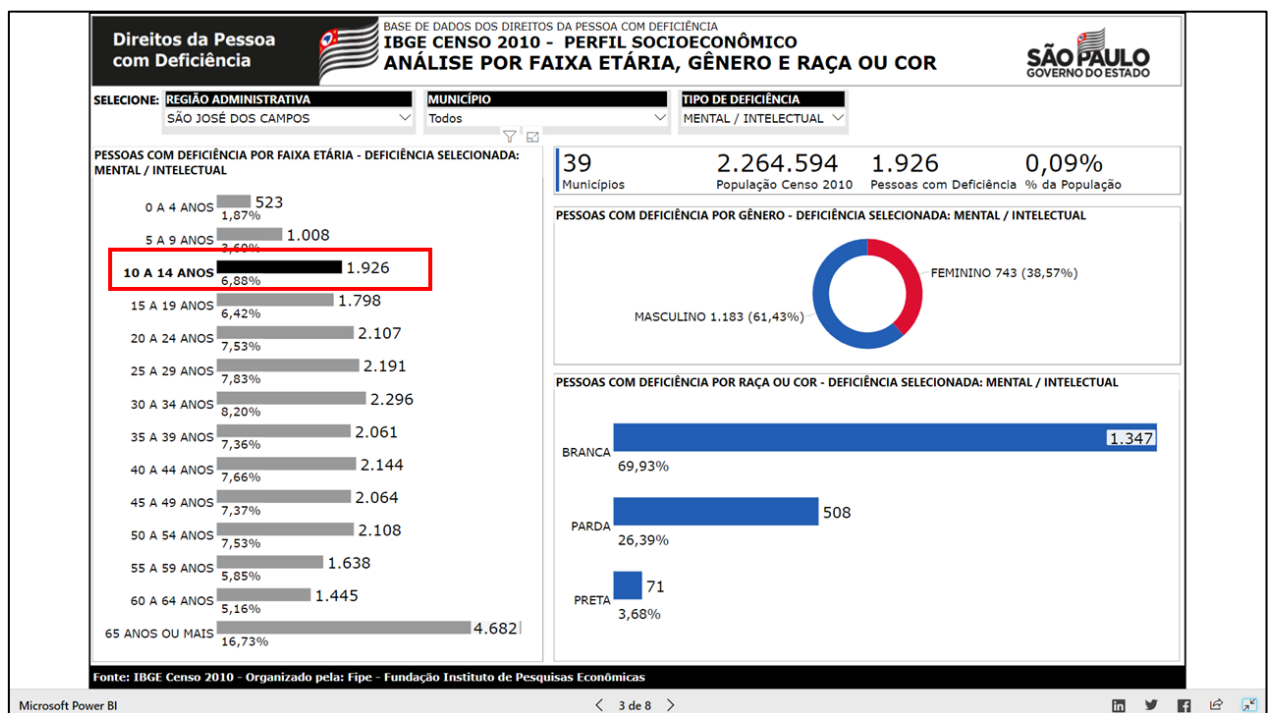 Direitos da Pessoa
com Deficiência
BASE DE DADOS DOS DIREITOS DA PESSOA COM DEFICIÊNCIA
IBGE CENSO 2010 - PERFIL SOCIOECONÔMICO
ANÁLISE POR FAIXA ETÁRIA, GÊNERO E RAÇA OU COR
SÃO PAULO
GOVERNO DO ESTADO
SELECIONE:
REGIÃO ADMINISTRATIVA
SÃO JOSÉ DOS CAMPOS
MUNICÍPIO
Todos
TIPO DE DEFICIÊNCIA
MENTAL / INTELECTUAL
PESSOAS COM DEFICIÊNCIA POR FAIXA ETÁRIA - DEFICIÊNCIA SELECIONADA:
MENTAL / INTELECTUAL
0 A 4 ANOS 523
1,87%
5 A 9 ANOS 1.008
3,60%
10 A 14 ANOS 1.926
6,88%
15 A 19 ANOS 1.798
6,42%
20 A 24 ANOS 2.107
7,53%
25 A 29 ANOS 2.191
7,83%
30 A 34 ANOS 2.296
8,20%
35 A 39 ANOS 2.061
7,36%
40 A 44 ANOS 2.144
7,66%
45 A 49 ANOS 2.064
7,37%
50 A 54 ANOS 2.108
7,53%
55 A 59 ANOS 1.638
5,85%
60 A 64 ANOS 1.445
5,16%
65 ANOS OU MAIS 4.682
16,73%
39 2.264.594 1.926 0,09%
Municípios População Censo 2010 Pessoas com Deficiência % da População
PESSOAS COM DEFICIÊNCIA POR GÊNERO - DEFICIÊNCIA SELECIONADA: MENTAL / INTELECTUAL
FEMININO 743 (38,57%)
MASCULINO 1.183 (61,43%)
PESSOAS COM DEFICIÊNCIA POR RAÇA OU COR - DEFICIÊNCIA SELECIONADA: MENTAL / INTELECTUAL
BRANCA 1.347
69,93%
PARDA 508
26,39%
PRETA 71
3,68%
Fonte: IBGE Censo 2010 - Organizado pela: Fipe - Fundação Instituto de Pesquisas Econômicas
Microsoft Power BI
3 de 8